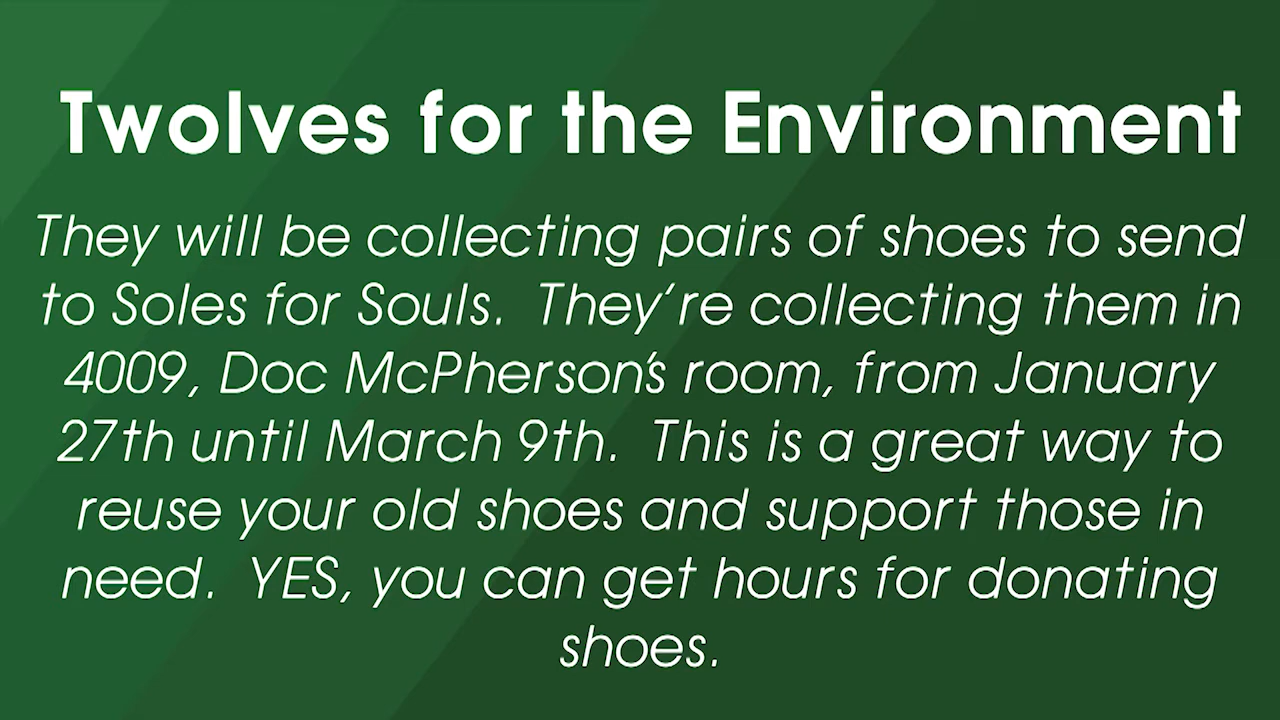 Twolves for the Environment
They will be collecting pairs of shoes to send
to Soles for Souls.  They're collecting them in
4009, Doc McPherson's room, from January
27th until March 9th.  This is a great way to
reuse your old shoes and support those in
need.  YES, you can get hours for donating
shoes.